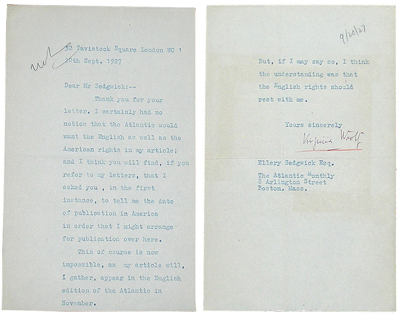 52 Tavistock Square London WC 1
10th Sept. 1927
Dear Mr Sedgwick:--
Thank you for your
letter. I certainly had no
notion that the Atlantic would
want the English as well as the
American rights in my article;
and I think you will find, if you
refer to my letters, that I
asked you , in the first
instance, to tell me the date
of publication in America
in order that I might arrange
for publication over here.
This of course is now
impossible, as my article will,
I gather, appear in the English
edition of the Atlantic in
November.
9/20/27
But, if I may say so, I think
the understanding was that
the English rights should
rest with me.
Yours sincerely
Virginia Woolf
Ellery Sedgwick Esq.
The Atlantic Monthly
8 Arlington Street
Boston. Mass.